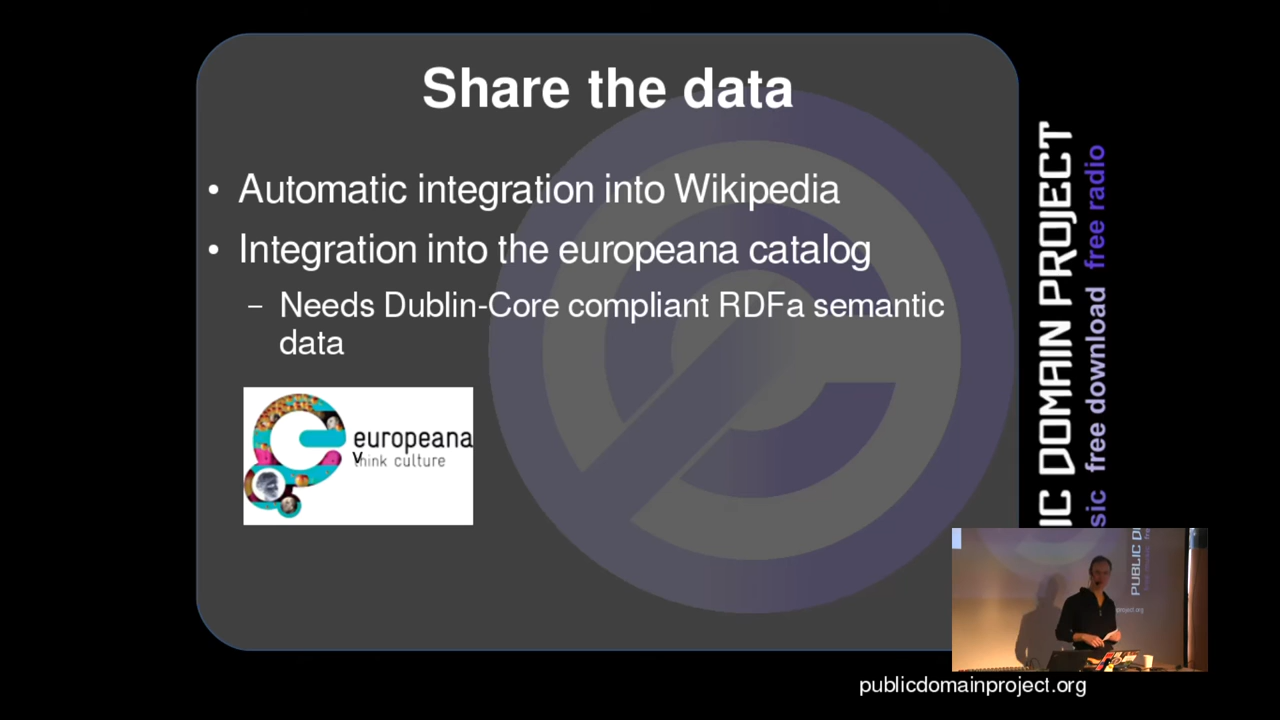 Share the data
• Automatic integration into Wikipedia
• Integration into the europeana catalog
– Needs Dublin-Core compliant RDFa semantic
data
europeana
think culture
IC DOMAIN PROJECT
sic free download free radio
PUBLIC D
publicdomainproject.org